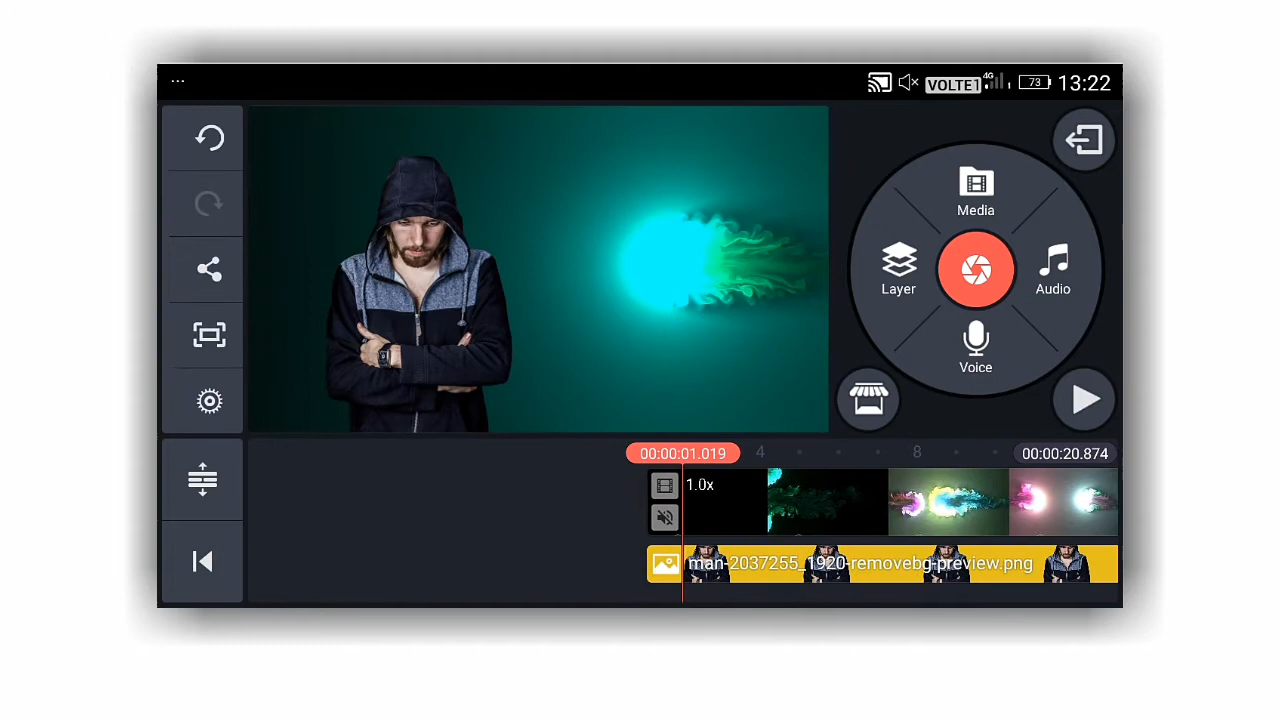 ...
VOLTE1 4G 73 13:22
Media
Layer
Audio
Voice
00:00:01.019 4 8 00:00:20.874
1.0x
man-2037255_1920-removebg-preview.png